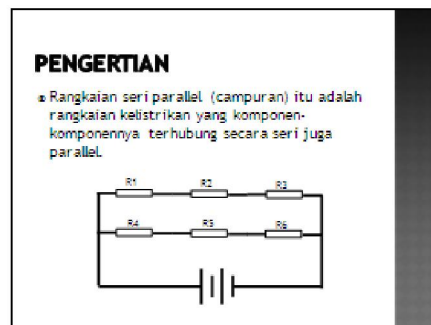 PENGERTIAN
Rangkaian seri parallel (campuran) itu adalah
rangkaian kelistrikan yang komponen-
komponennya terhubung secara seri juga
parallel.
R1 R2 R3
R4 R5 R6